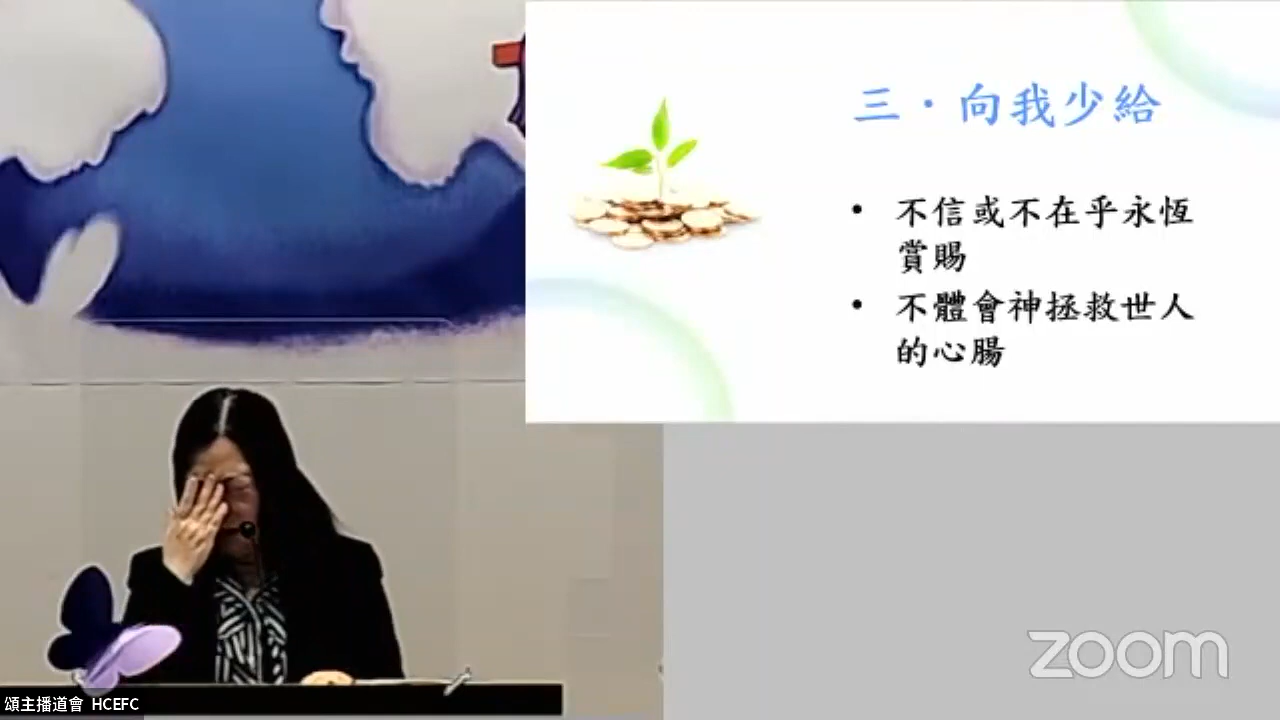 三·向我少給
• 不信或不在乎永恆
賞賜
• 不體會神拯救世人
的心腸
zoom
頌主播道會 HCEFC